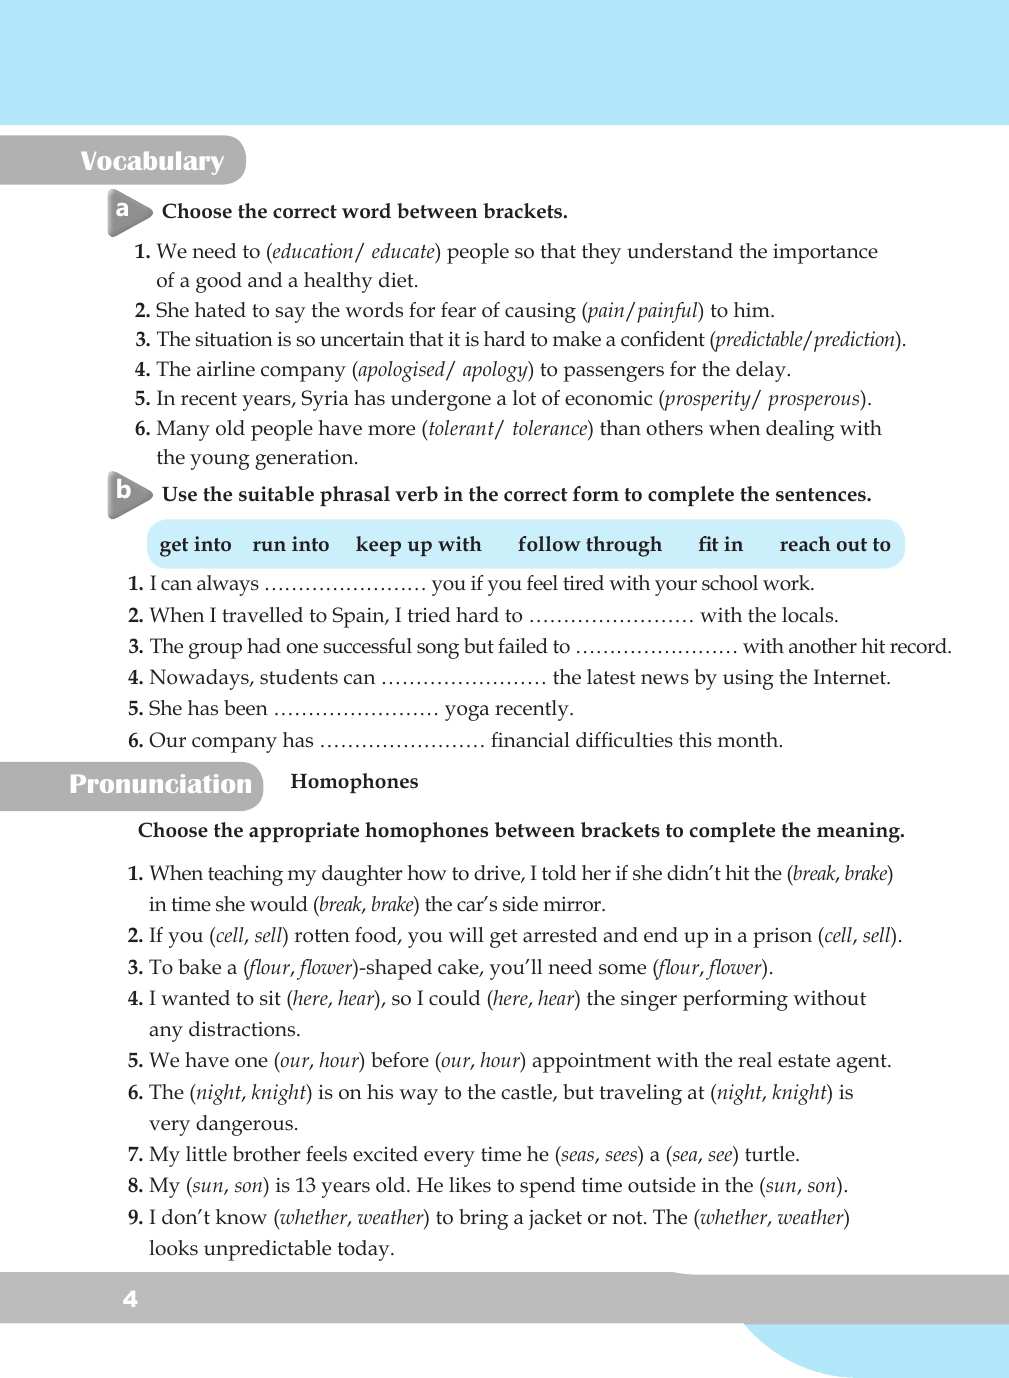 Vocabulary
a Choose the correct word between brackets.
1. We need to (education/ educate) people so that they understand the importance
of a good and a healthy diet.
2. She hated to say the words for fear of causing (pain/painful) to him.
3. The situation is so uncertain that it is hard to make a confident (predictable/prediction).
4. The airline company (apologised/ apology) to passengers for the delay.
5. In recent years, Syria has undergone a lot of economic (prosperity/ prosperous).
6. Many old people have more (tolerant/ tolerance) than others when dealing with
the young generation.
b Use the suitable phrasal verb in the correct form to complete the sentences.
get into run into keep up with follow through fit in reach out to
1. I can always …………………… you if you feel tired with your school work.
2. When I travelled to Spain, I tried hard to …………………… with the locals.
3. The group had one successful song but failed to …………………… with another hit record.
4. Nowadays, students can …………………… the latest news by using the Internet.
5. She has been …………………… yoga recently.
6. Our company has …………………… financial difficulties this month.
Pronunciation Homophones
Choose the appropriate homophones between brackets to complete the meaning.
1. When teaching my daughter how to drive, I told her if she didn’t hit the (break, brake)
in time she would (break, brake) the car’s side mirror.
2. If you (cell, sell) rotten food, you will get arrested and end up in a prison (cell, sell).
3. To bake a (flour, flower)-shaped cake, you’ll need some (flour, flower).
4. I wanted to sit (here, hear), so I could (here, hear) the singer performing without
any distractions.
5. We have one (our, hour) before (our, hour) appointment with the real estate agent.
6. The (night, knight) is on his way to the castle, but traveling at (night, knight) is
very dangerous.
7. My little brother feels excited every time he (seas, sees) a (sea, see) turtle.
8. My (sun, son) is 13 years old. He likes to spend time outside in the (sun, son).
9. I don’t know (whether, weather) to bring a jacket or not. The (whether, weather)
looks unpredictable today.
4